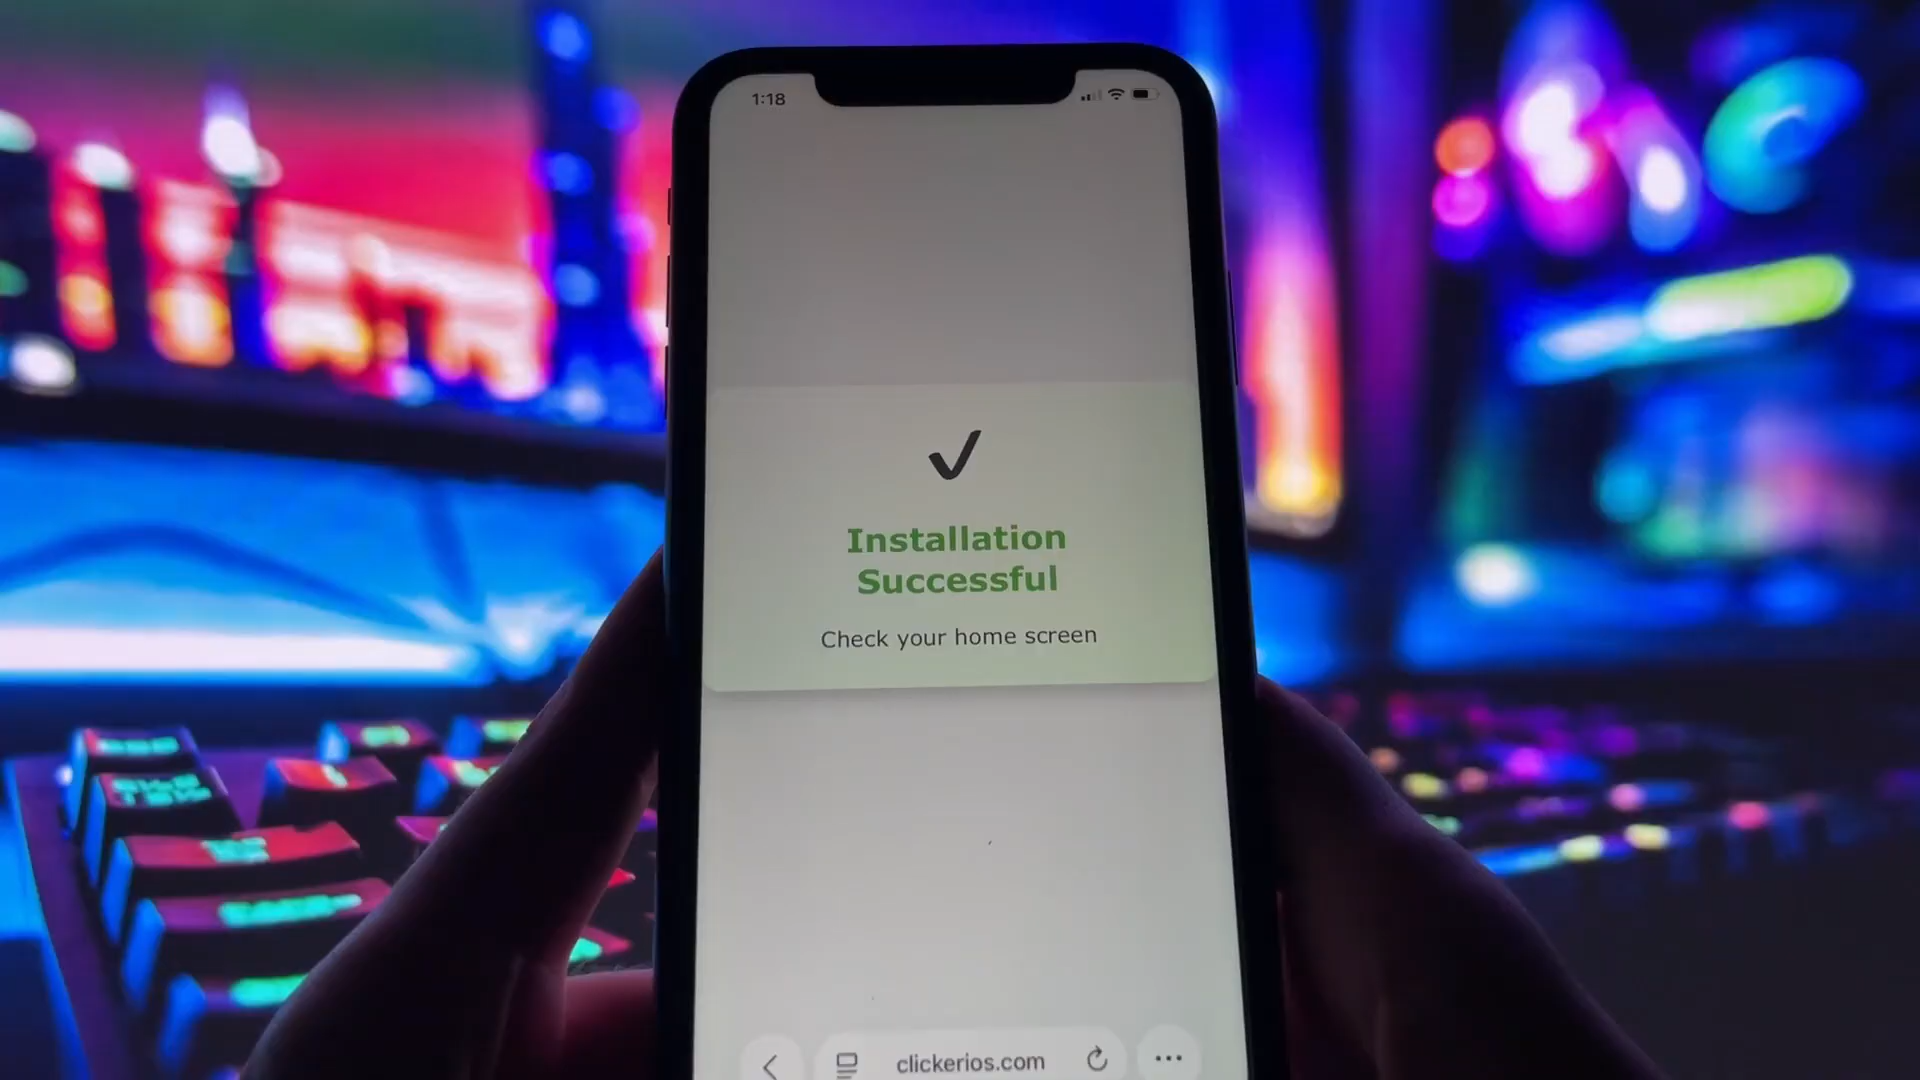 1:18
✓
Installation
Successful
Check your home screen
clickerios.com